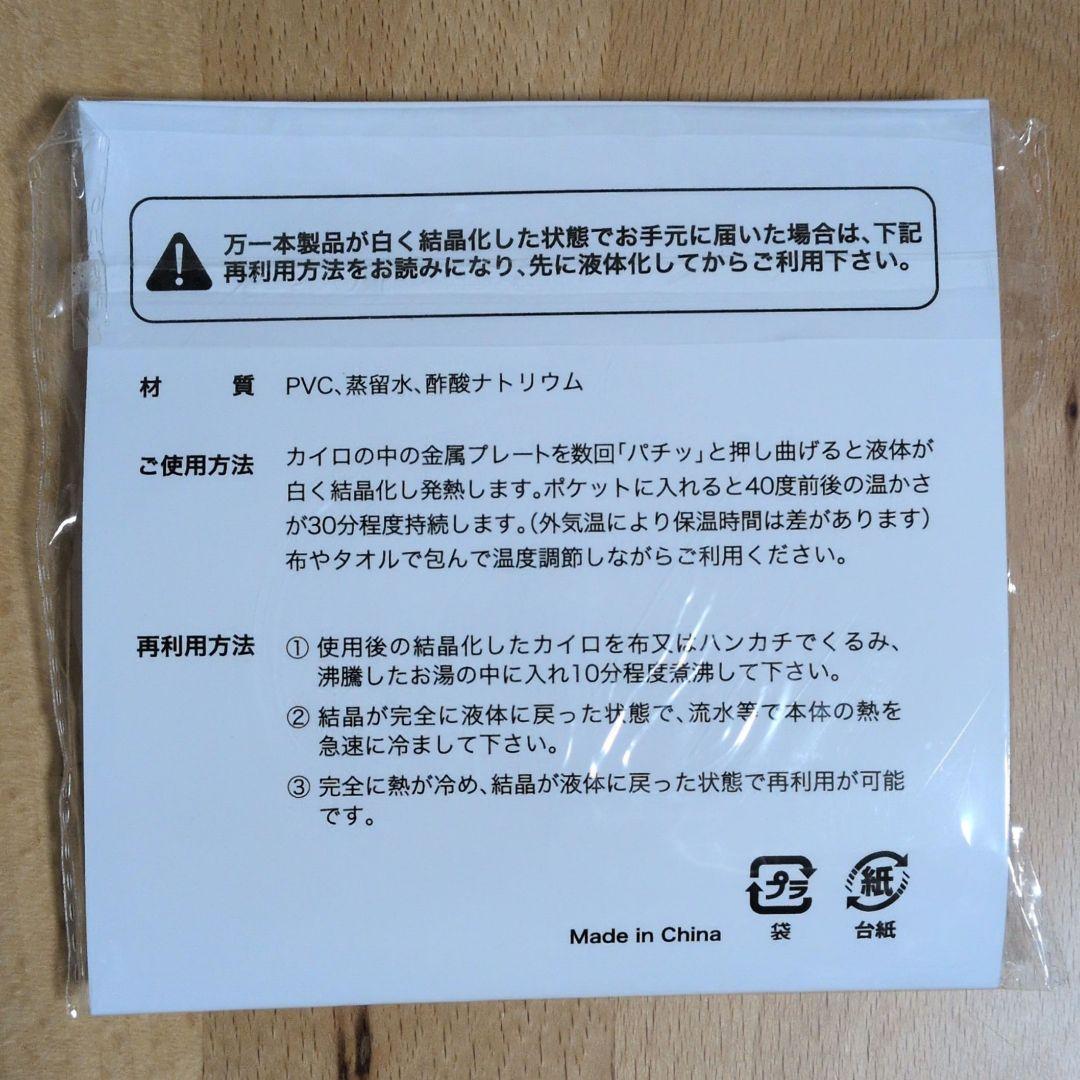 万一本製品が白く結晶化した状態でお手元に届いた場合は、下記
再利用方法をお読みになり、先に液体化してからご利用下さい。
材 質 PVC、蒸留水、酢酸ナトリウム
ご使用方法 カイロの中の金属プレートを数回「パチッ」と押し曲げると液体が
白く結晶化し発熱します。ポケットに入れると40度前後の温かさ
が30分程度持続します。（外気温により保温時間は差があります）
布やタオルで包んで温度調節しながらご利用ください。
再利用方法 ① 使用後の結晶化したカイロを布又はハンカチでくるみ、
沸騰したお湯の中に入れ10分程度煮沸して下さい。
② 結晶が完全に液体に戻った状態で、流水等で本体の熱を
急速に冷まして下さい。
③ 完全に熱が冷め、結晶が液体に戻った状態で再利用が可能
です。
プラ 紙
Made in China 袋 台紙